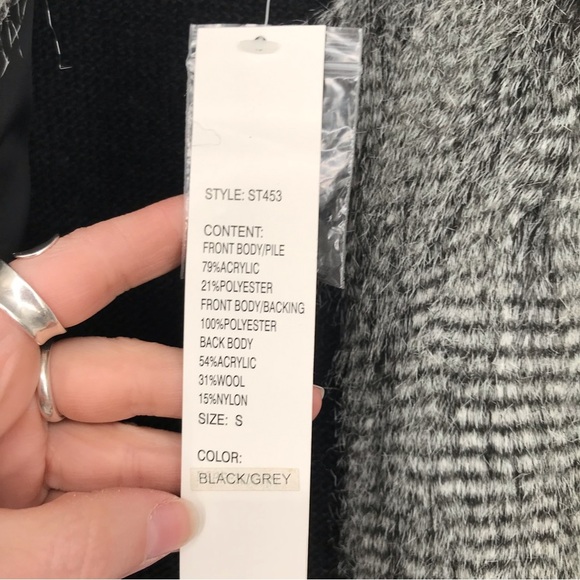 STYLE: ST453
CONTENT:
FRONT BODY/PILE
79%ACRYLIC
21%POLYESTER
FRONT BODY/BACKING
100%POLYESTER
BACK BODY
54%ACRYLIC
31%WOOL
15%NYLON
SIZE: S
COLOR:
BLACK/GREY